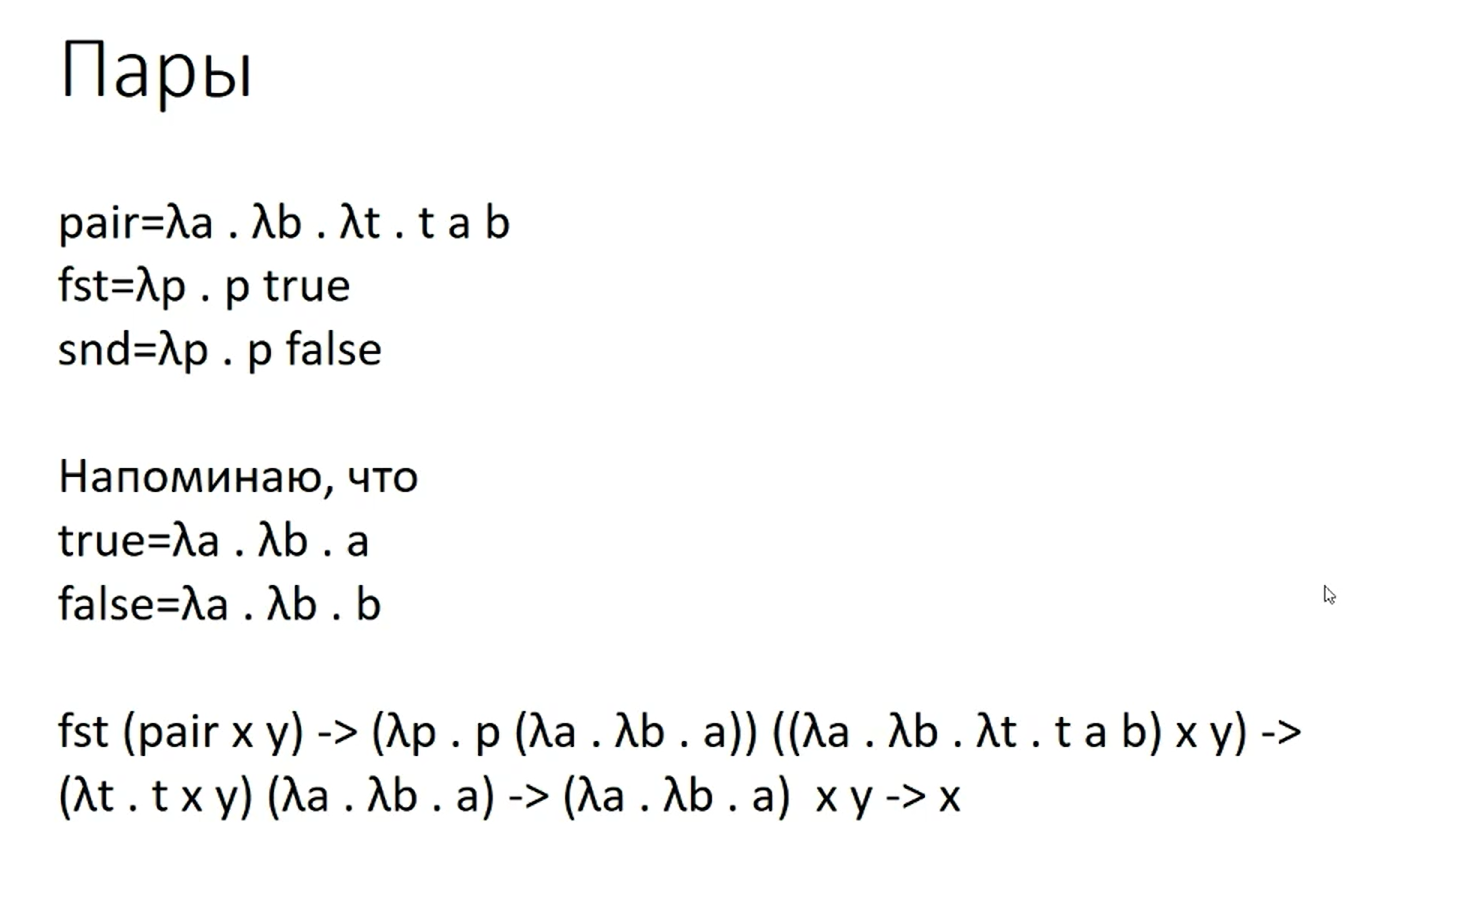 Пары
pair=λa . λb . λt . t a b
fst=λp . p true
snd=λp . p false
Напоминаю, что
true=λa . λb . a
false=λa . λb . b
fst (pair x y) -> (λp . p (λa . λb . a)) ((λa . λb . λt . t a b) x y) ->
(λt . t x y) (λa . λb . a) -> (λa . λb . a)  x y -> x